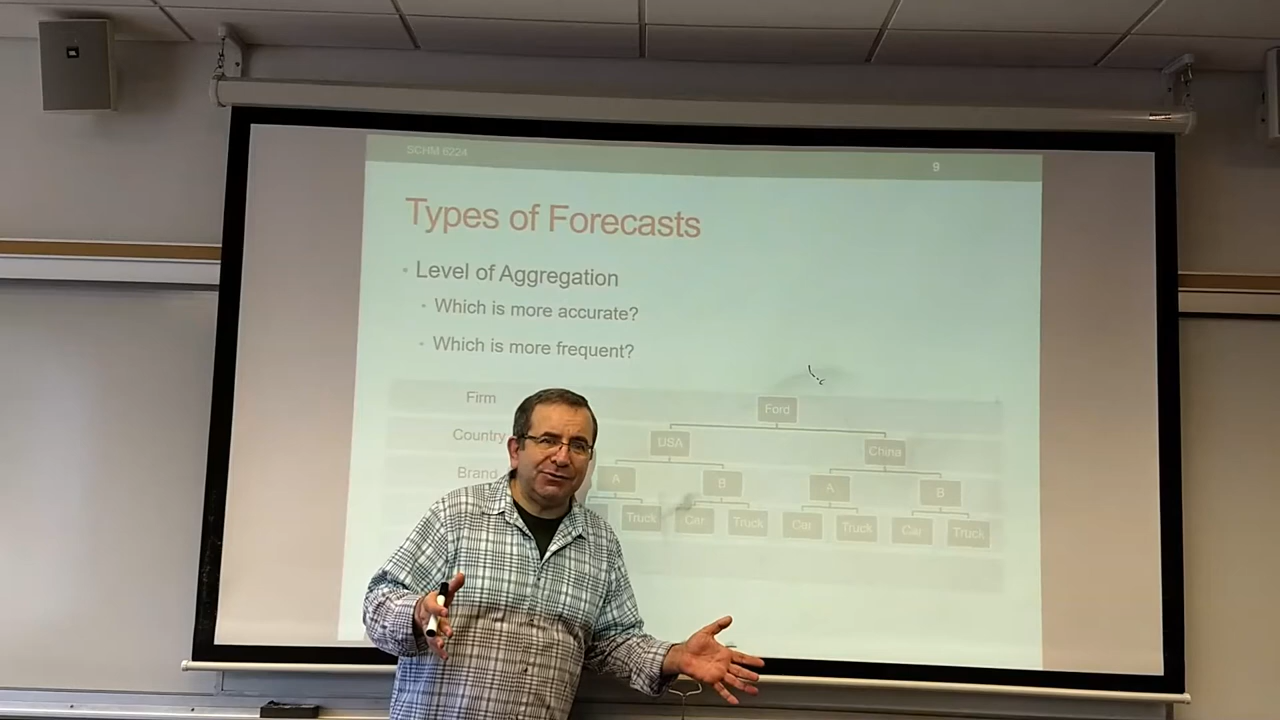 SCHM 6224
9
Types of Forecasts
• Level of Aggregation
• Which is more accurate?
• Which is more frequent?
Firm
Ford
Country
USA
China
Brand
A
B
A
B
Truck
Car
Truck
Car
Truck
Car
Truck